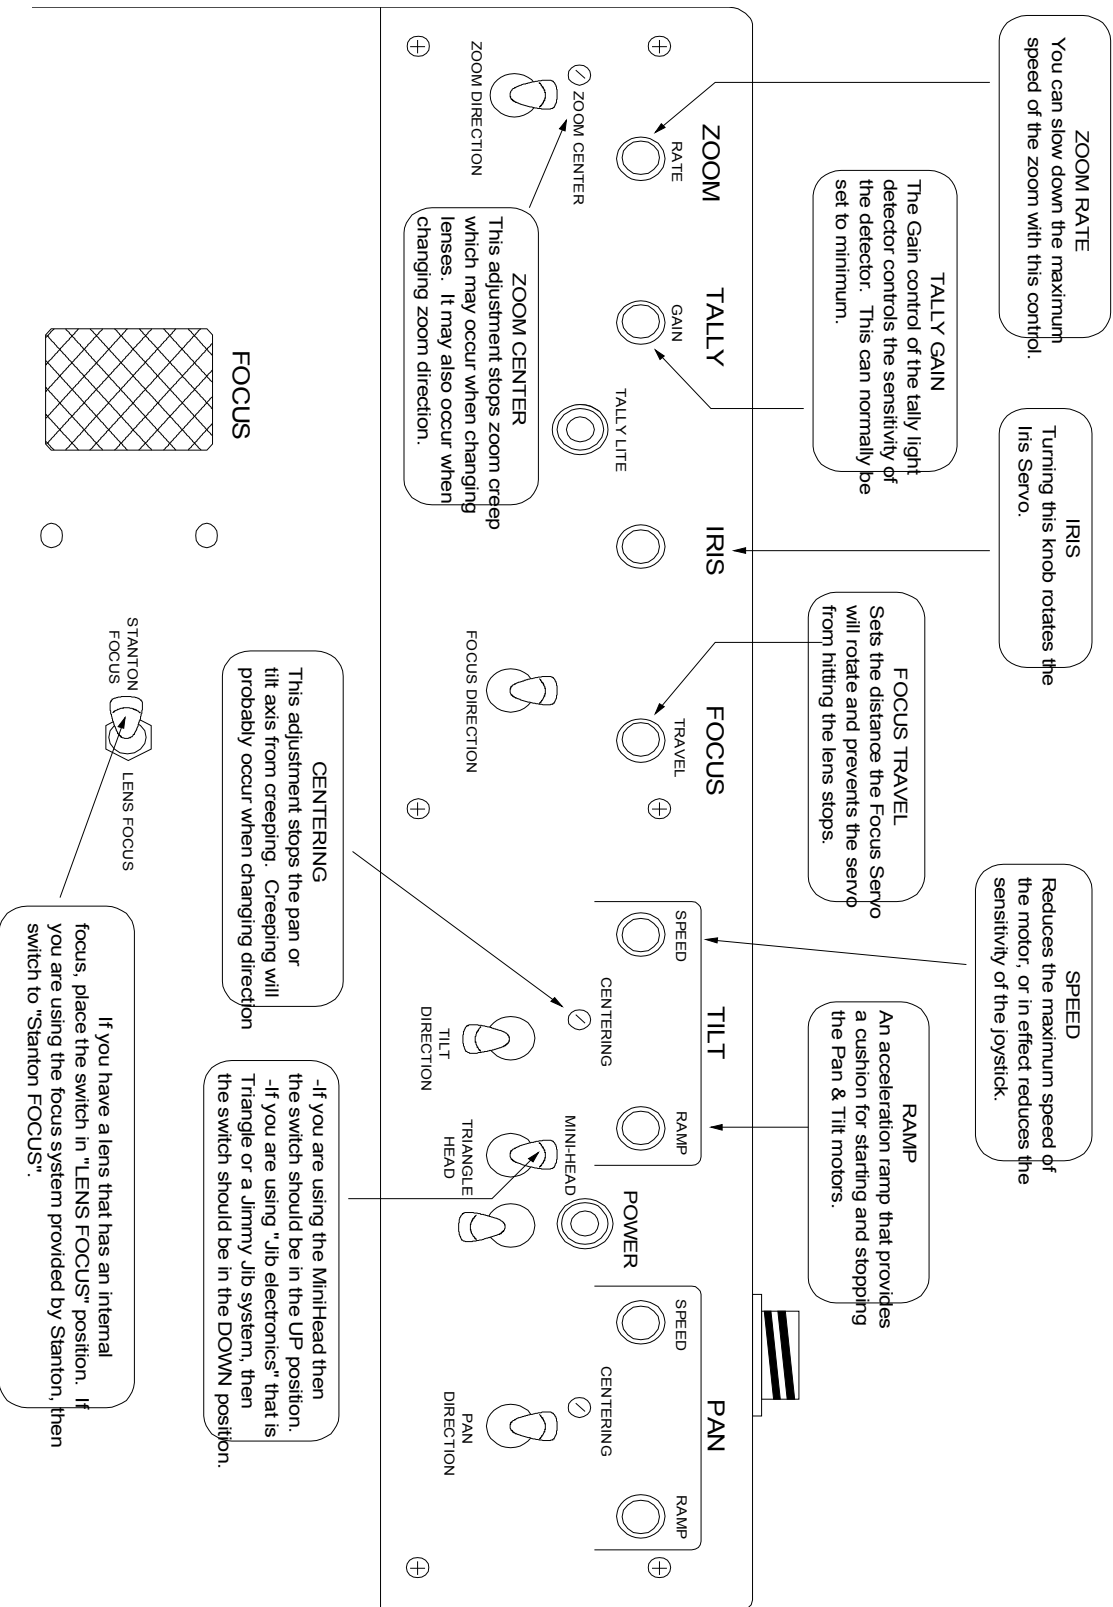 ZOOM RATE
You can slow down the maximum
speed of the zoom with this control.
TALLY GAIN
The Gain control of the tally light
detector controls the sensitivity of
the detector.  This can normally be
set to minimum.
IRIS
Turning this knob rotates the
Iris Servo.
FOCUS TRAVEL
Sets the distance the Focus Servo
will rotate and prevents the servo
from hitting the lens stops.
SPEED
Reduces the maximum speed of
the motor, or in effect reduces the
sensitivity of the joystick.
RAMP
An acceleration ramp that provides
a cushion for starting and stopping
the Pan & Tilt motors.
ZOOM
RATE
ZOOM CENTER
ZOOM DIRECTION
TALLY
GAIN
TALLY LITE
IRIS
FOCUS
TRAVEL
FOCUS DIRECTION
TILT
SPEED
RAMP
CENTERING
TILT
DIRECTION
POWER
MINI-HEAD
TRIANGLE
HEAD
PAN
SPEED
RAMP
CENTERING
PAN
DIRECTION
ZOOM CENTER
This adjustment stops zoom creep
which may occur when changing
lenses.  It may also occur when
changing zoom direction.
CENTERING
This adjustment stops the pan or
tilt axis from creeping.  Creeping will
probably occur when changing direction
-If you are using the MiniHead then
the switch should be in the UP position.
-If you are using "Jib electronics" that is
Triangle or a Jimmy Jib system, then
the switch should be in the DOWN position.
FOCUS
STANTON
FOCUS
LENS FOCUS
If you have a lens that has an internal
focus, place the switch in "LENS FOCUS" position.  If
you are using the focus system provided by Stanton, then
switch to "Stanton FOCUS".